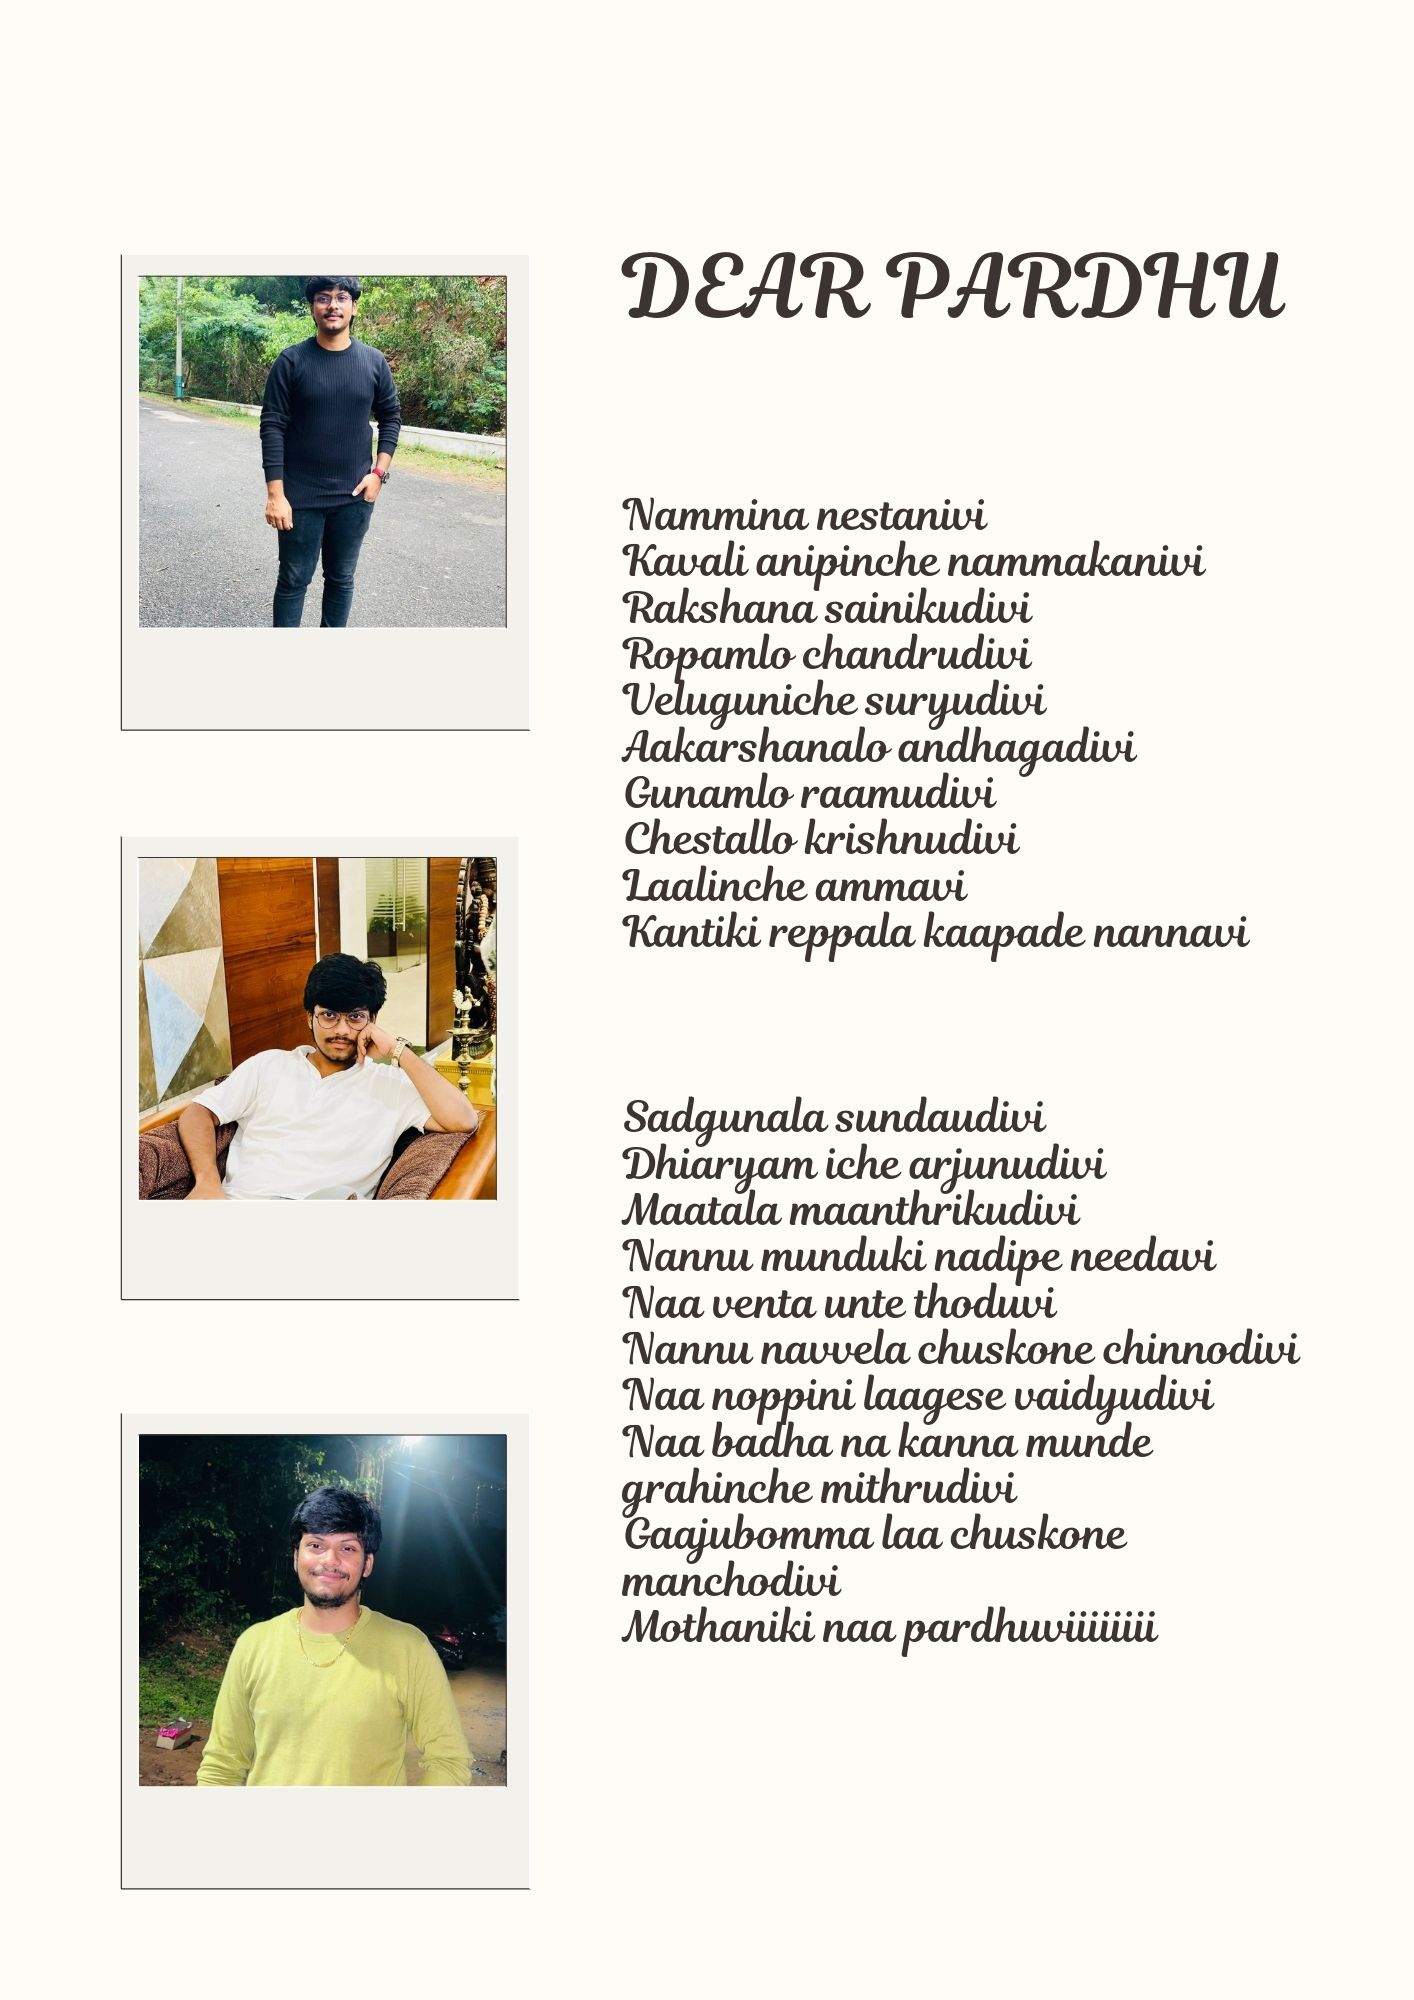 DEAR PARDHU
Nammina nestanivi
Kavali anipinche nammakanivi
Rakshana sainikudivi
Ropamlo chandrudivi
Veluguniche suryudivi
Aakarshanalo andhagadivi
Gunamlo raamudivi
Chestallo krishnudivi
Laalinche ammavi
Kantiki reppala kaapade nannavi
Sadgunala sundaudivi
Dhiaryam iche arjunudivi
Maatala maanthrikudivi
Nannu munduki nadipe needavi
Naa venta unte thoduvi
Nannu navvela chuskone chinnodivi
Naa noppini laagese vaidyudivi
Naa badha na kanna munde
grahinche mithrudivi
Gaajubomma laa chuskone
manchodivi
Mothaniki naa pardhuviiiiiiii